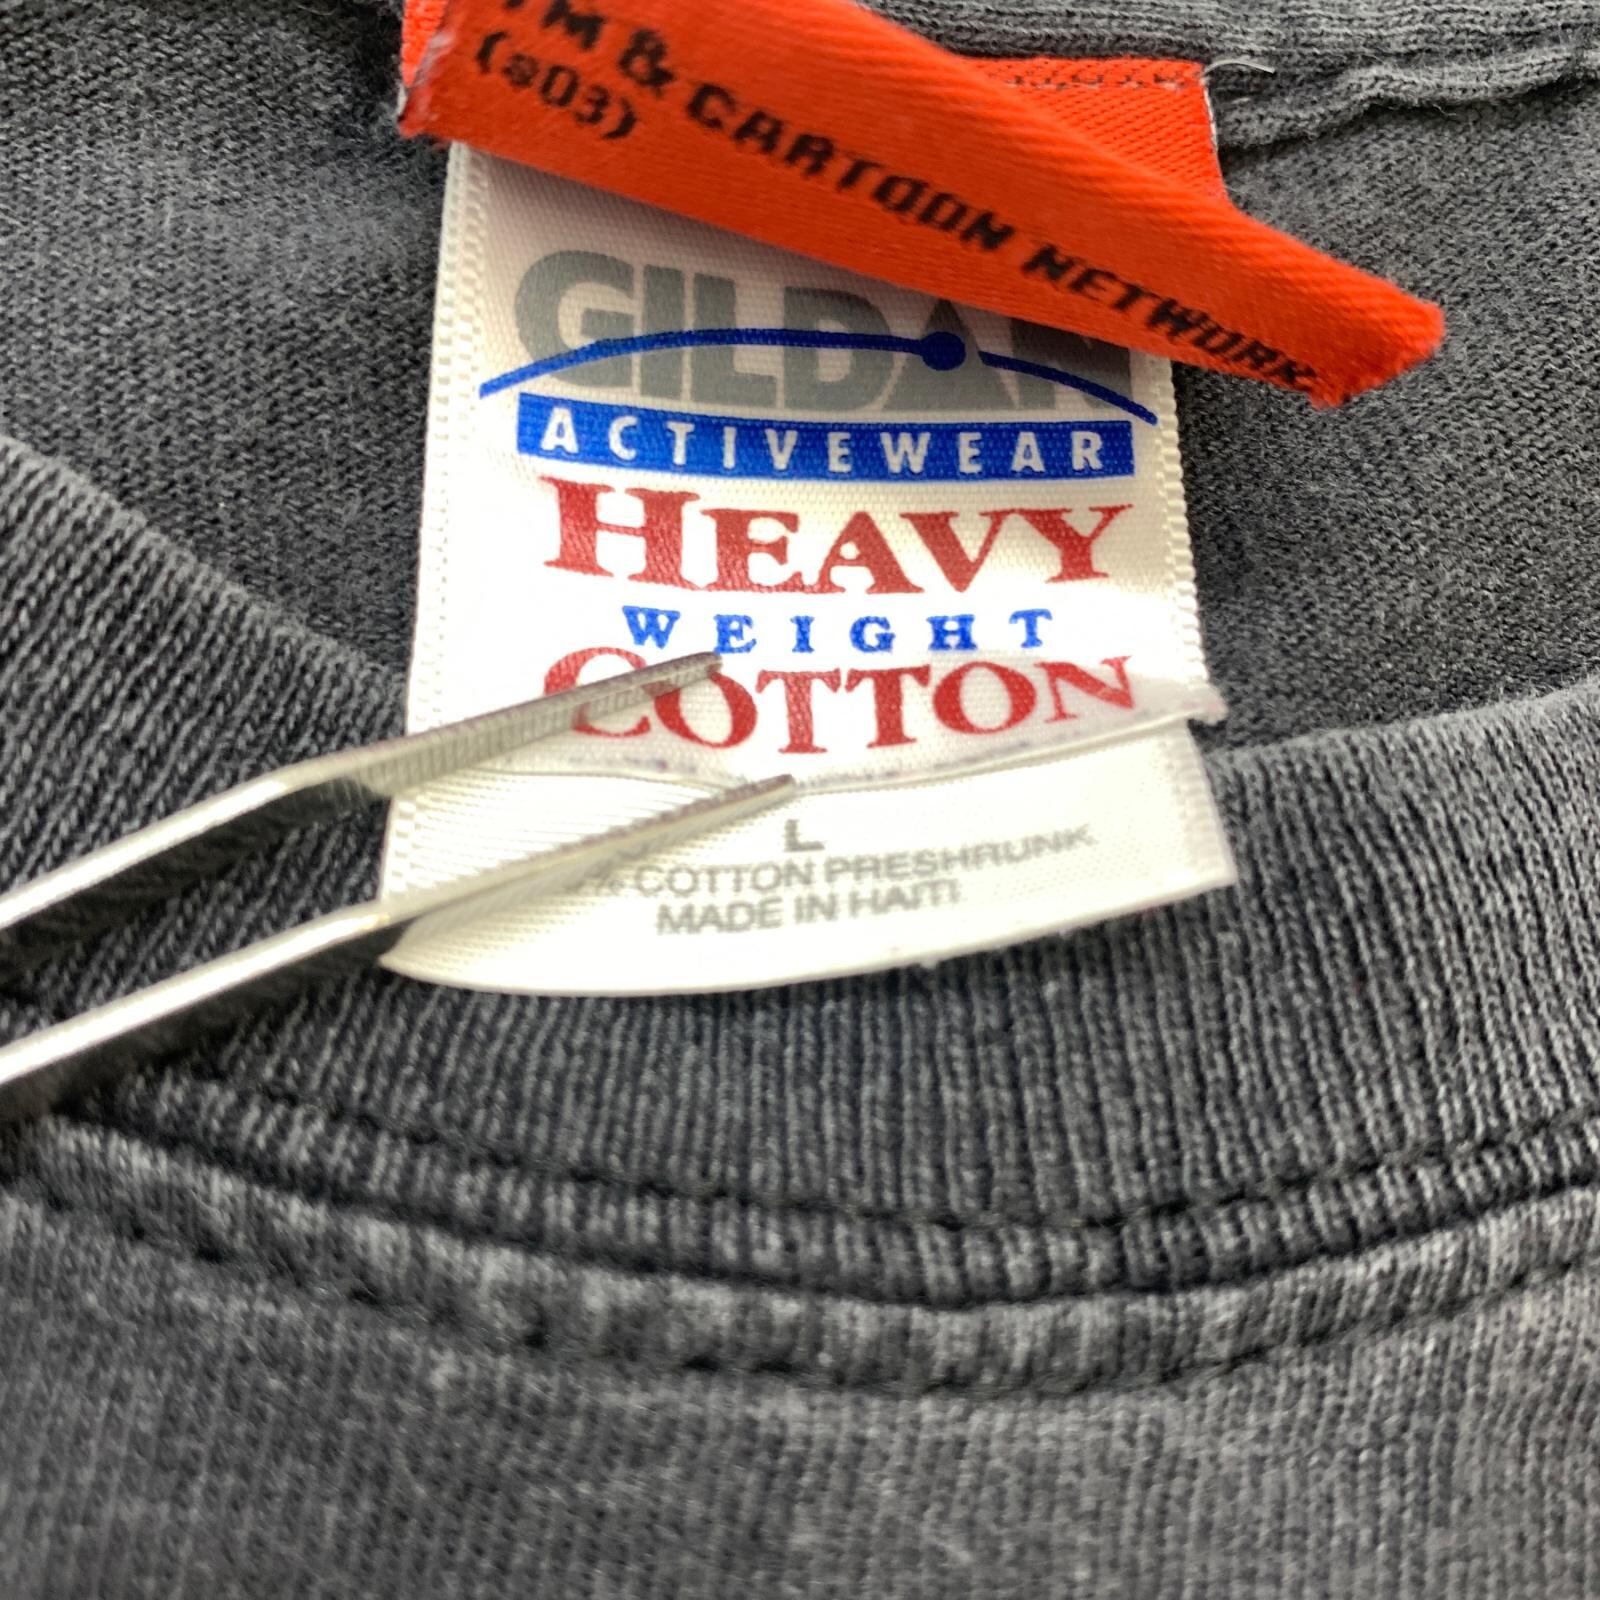 TM & CARTOON NETWORK
(s03)
GILDAN
ACTIVEWEAR
HEAVY
WEIGHT
COTTON
L
% COTTON PRESHRUNK
MADE IN HAITI